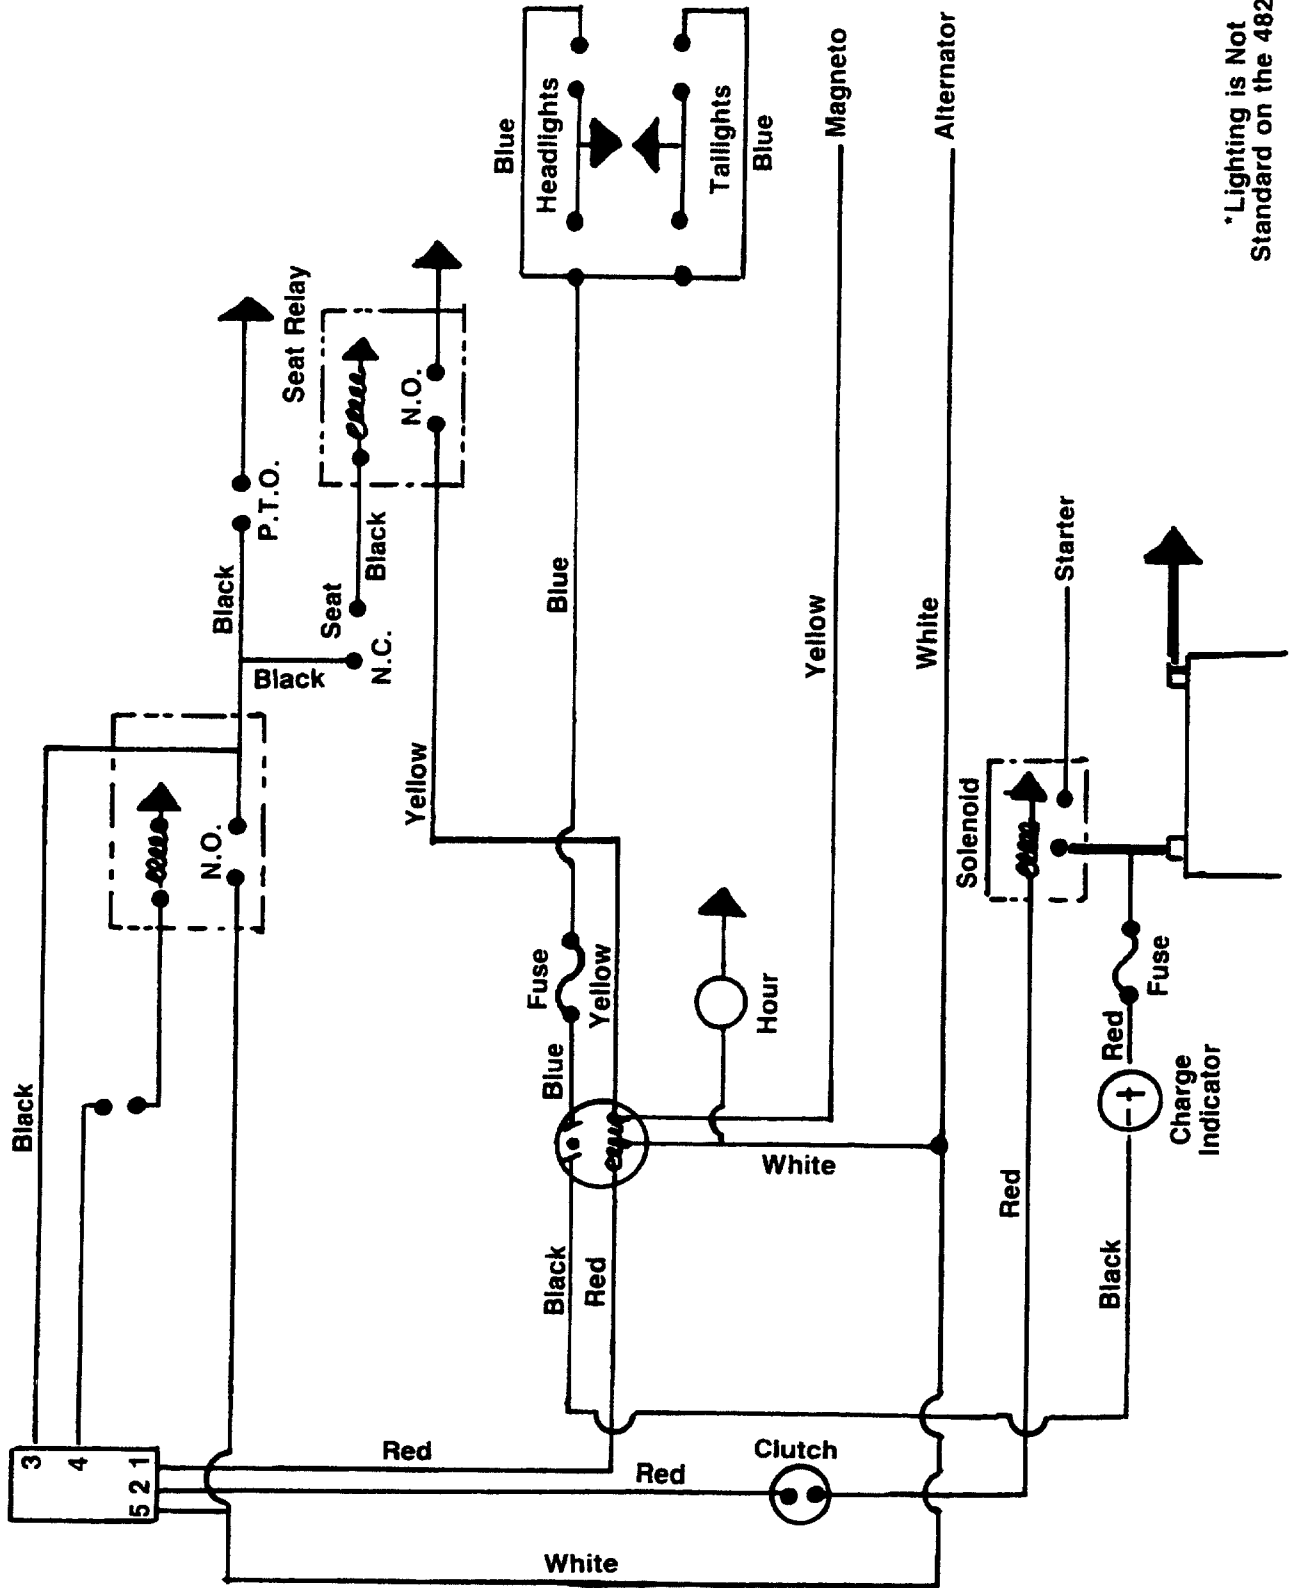 *Lighting is Not
Standard on the 482
Blue
Headlights
Taillights
Blue
Magneto
Alternator
Seat Relay
N.O.
P.T.O.
Black
Black
Seat
N.C.
Black
Yellow
Blue
Yellow
White
Starter
Solenoid
N.O.
Fuse
Yellow
Blue
Hour
White
Fuse
Red
Charge
Indicator
+
-
Black
Black
Red
Red
Black
3
4
5 2 1
Red
Red
Clutch
White